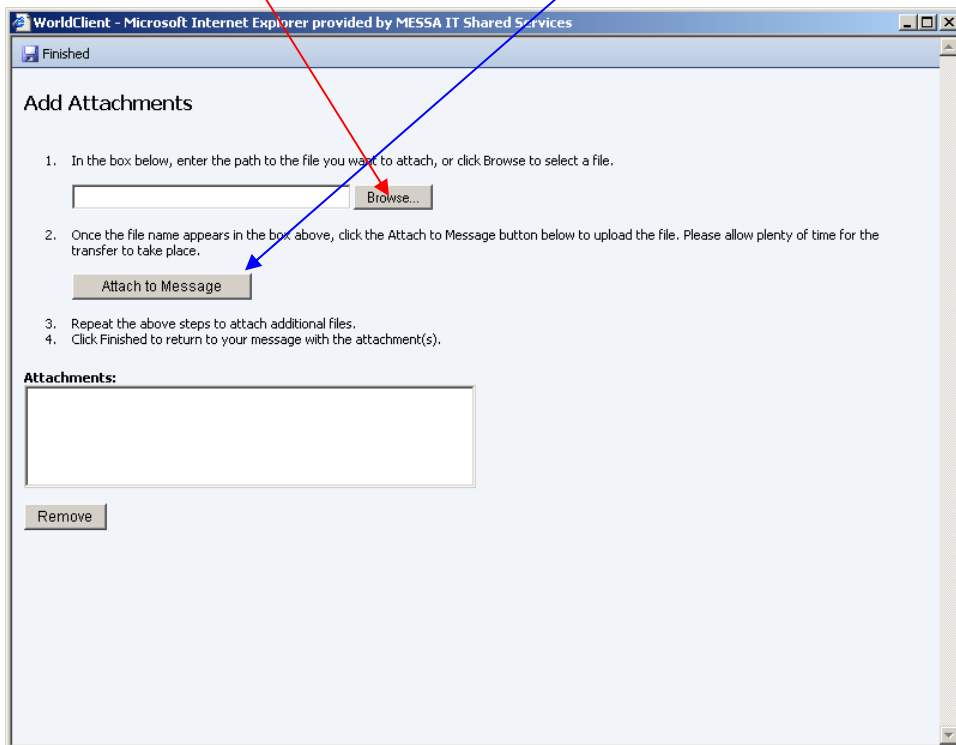 WorldClient - Microsoft Internet Explorer provided by MESSA IT Shared Services
Finished
Add Attachments
1. In the box below, enter the path to the file you want to attach, or click Browse to select a file.
Browse...
2. Once the file name appears in the box above, click the Attach to Message button below to upload the file. Please allow plenty of time for the
transfer to take place.
Attach to Message
3. Repeat the above steps to attach additional files.
4. Click Finished to return to your message with the attachment(s).
Attachments:
Remove